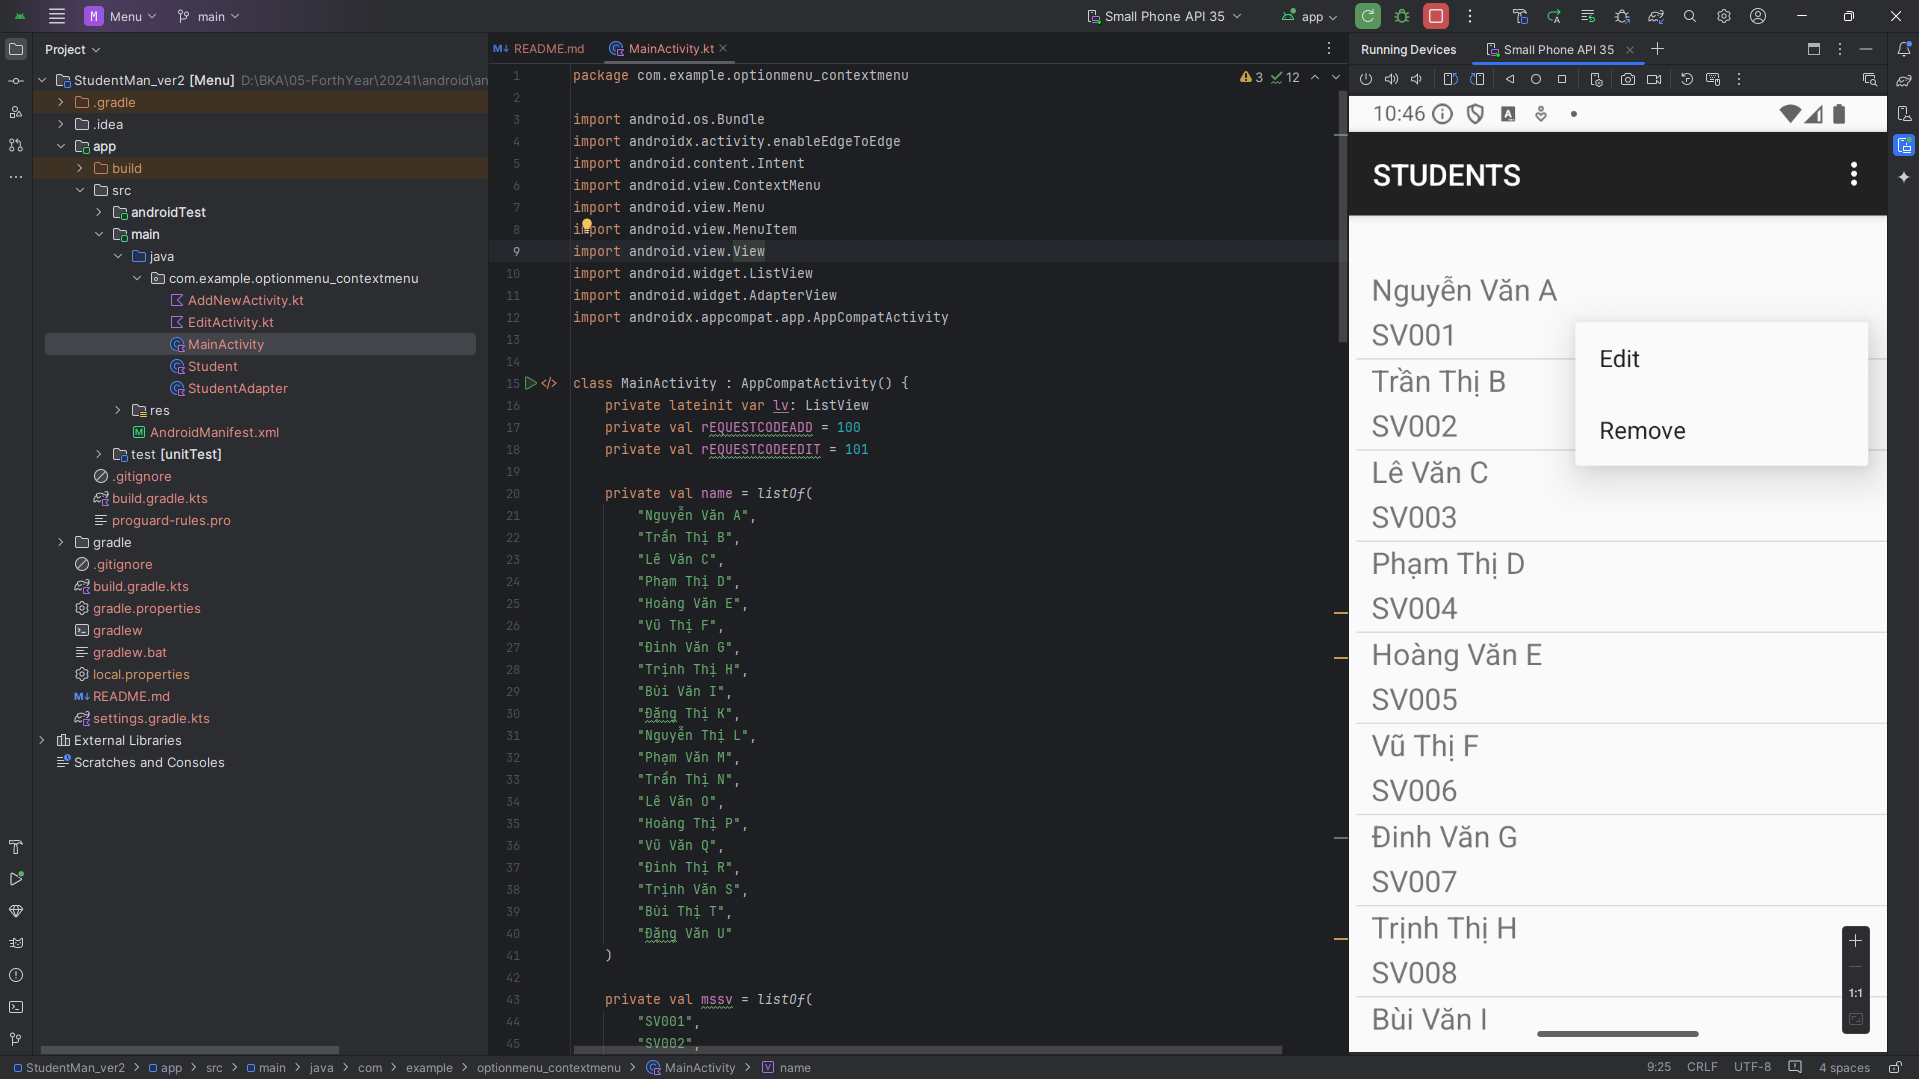 M Menu main Small Phone API 35 app
Project
README.md MainActivity.kt
Running Devices Small Phone API 35
StudentMan_ver2 [Menu] D:\BKA\05-ForthYear\20241\android\an
.gradle
.idea
app
build
src
androidTest
main
java
com.example.optionmenu_contextmenu
AddNewActivity.kt
EditActivity.kt
MainActivity
Student
StudentAdapter
res
AndroidManifest.xml
test [unitTest]
.gitignore
build.gradle.kts
proguard-rules.pro
gradle
.gitignore
build.gradle.kts
gradle.properties
gradlew
gradlew.bat
local.properties
README.md
settings.gradle.kts
External Libraries
Scratches and Consoles
3 12
1 package com.example.optionmenu_contextmenu
2
3 import android.os.Bundle
4 import androidx.activity.enableEdgeToEdge
5 import android.content.Intent
6 import android.view.ContextMenu
7 import android.view.Menu
8 import android.view.MenuItem
9 import android.view.View
10 import android.widget.ListView
11 import android.widget.AdapterView
12 import androidx.appcompat.app.AppCompatActivity
13
14
15 class MainActivity : AppCompatActivity() {
16 private lateinit var lv: ListView
17 private val rEQUESTCODEADD = 100
18 private val rEQUESTCODEEDIT = 101
19
20 private val name = listOf(
21 "Nguyễn Văn A",
22 "Trần Thị B",
23 "Lê Văn C",
24 "Phạm Thị D",
25 "Hoàng Văn E",
26 "Vũ Thị F",
27 "Đinh Văn G",
28 "Trịnh Thị H",
29 "Bùi Văn I",
30 "Đặng Thị K",
31 "Nguyễn Thị L",
32 "Phạm Văn M",
33 "Trần Thị N",
34 "Lê Văn O",
35 "Hoàng Thị P",
36 "Vũ Văn Q",
37 "Đinh Thị R",
38 "Trịnh Văn S",
39 "Bùi Thị T",
40 "Đặng Văn U"
41 )
42
43 private val mssv = listOf(
44 "SV001",
45 "SV002",
10:46
STUDENTS
Nguyễn Văn A
SV001
Edit
Remove
Trần Thị B
SV002
Lê Văn C
SV003
Phạm Thị D
SV004
Hoàng Văn E
SV005
Vũ Thị F
SV006
Đinh Văn G
SV007
Trịnh Thị H
SV008
Bùi Văn I
1:1
StudentMan_ver2 app src main java com example optionmenu_contextmenu MainActivity name 9:25 CRLF UTF-8 4 spaces